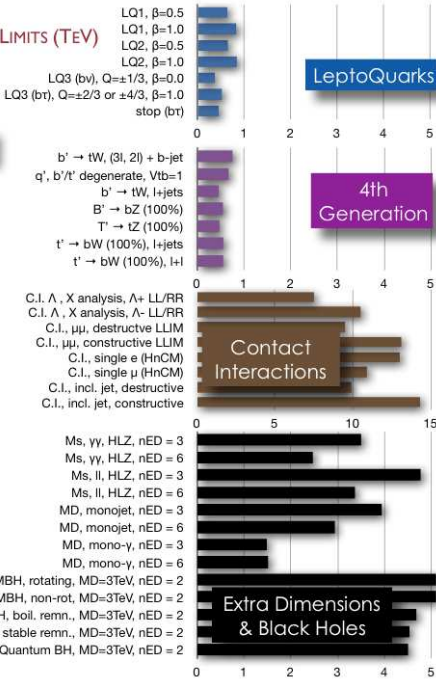 LIMITS (TEV)
LQ1, β=0.5
LQ1, β=1.0
LQ2, β=0.5
LQ2, β=1.0
LQ3 (bν), Q=±1/3, β=0.0
LQ3 (bτ), Q=±2/3 or ±4/3, β=1.0
stop (bτ)
LeptoQuarks
0 1 2 3 4 5
b' → tW, (3l, 2l) + b-jet
q', b'/t' degenerate, Vtb=1
b' → tW, l+jets
B' → bZ (100%)
T' → tZ (100%)
t' → bW (100%), l+jets
t' → bW (100%), l+l
4th
Generation
0 1 2 3 4 5
C.I. Λ , X analysis, Λ+ LL/RR
C.I. Λ , X analysis, Λ- LL/RR
C.I., μμ, destructve LLIM
C.I., μμ, constructive LLIM
C.I., single e (HnCM)
C.I., single μ (HnCM)
C.I., incl. jet, destructive
C.I., incl. jet, constructive
Contact
Interactions
0 5 10 15
Ms, γγ, HLZ, nED = 3
Ms, γγ, HLZ, nED = 6
Ms, ll, HLZ, nED = 3
Ms, ll, HLZ, nED = 6
MD, monojet, nED = 3
MD, monojet, nED = 6
MD, mono-γ, nED = 3
MD, mono-γ, nED = 6
MBH, rotating, MD=3TeV, nED = 2
MBH, non-rot, MD=3TeV, nED = 2
H, boil. remn., MD=3TeV, nED = 2
stable remn., MD=3TeV, nED = 2
Quantum BH, MD=3TeV, nED = 2
Extra Dimensions
& Black Holes
0 1 2 3 4 5